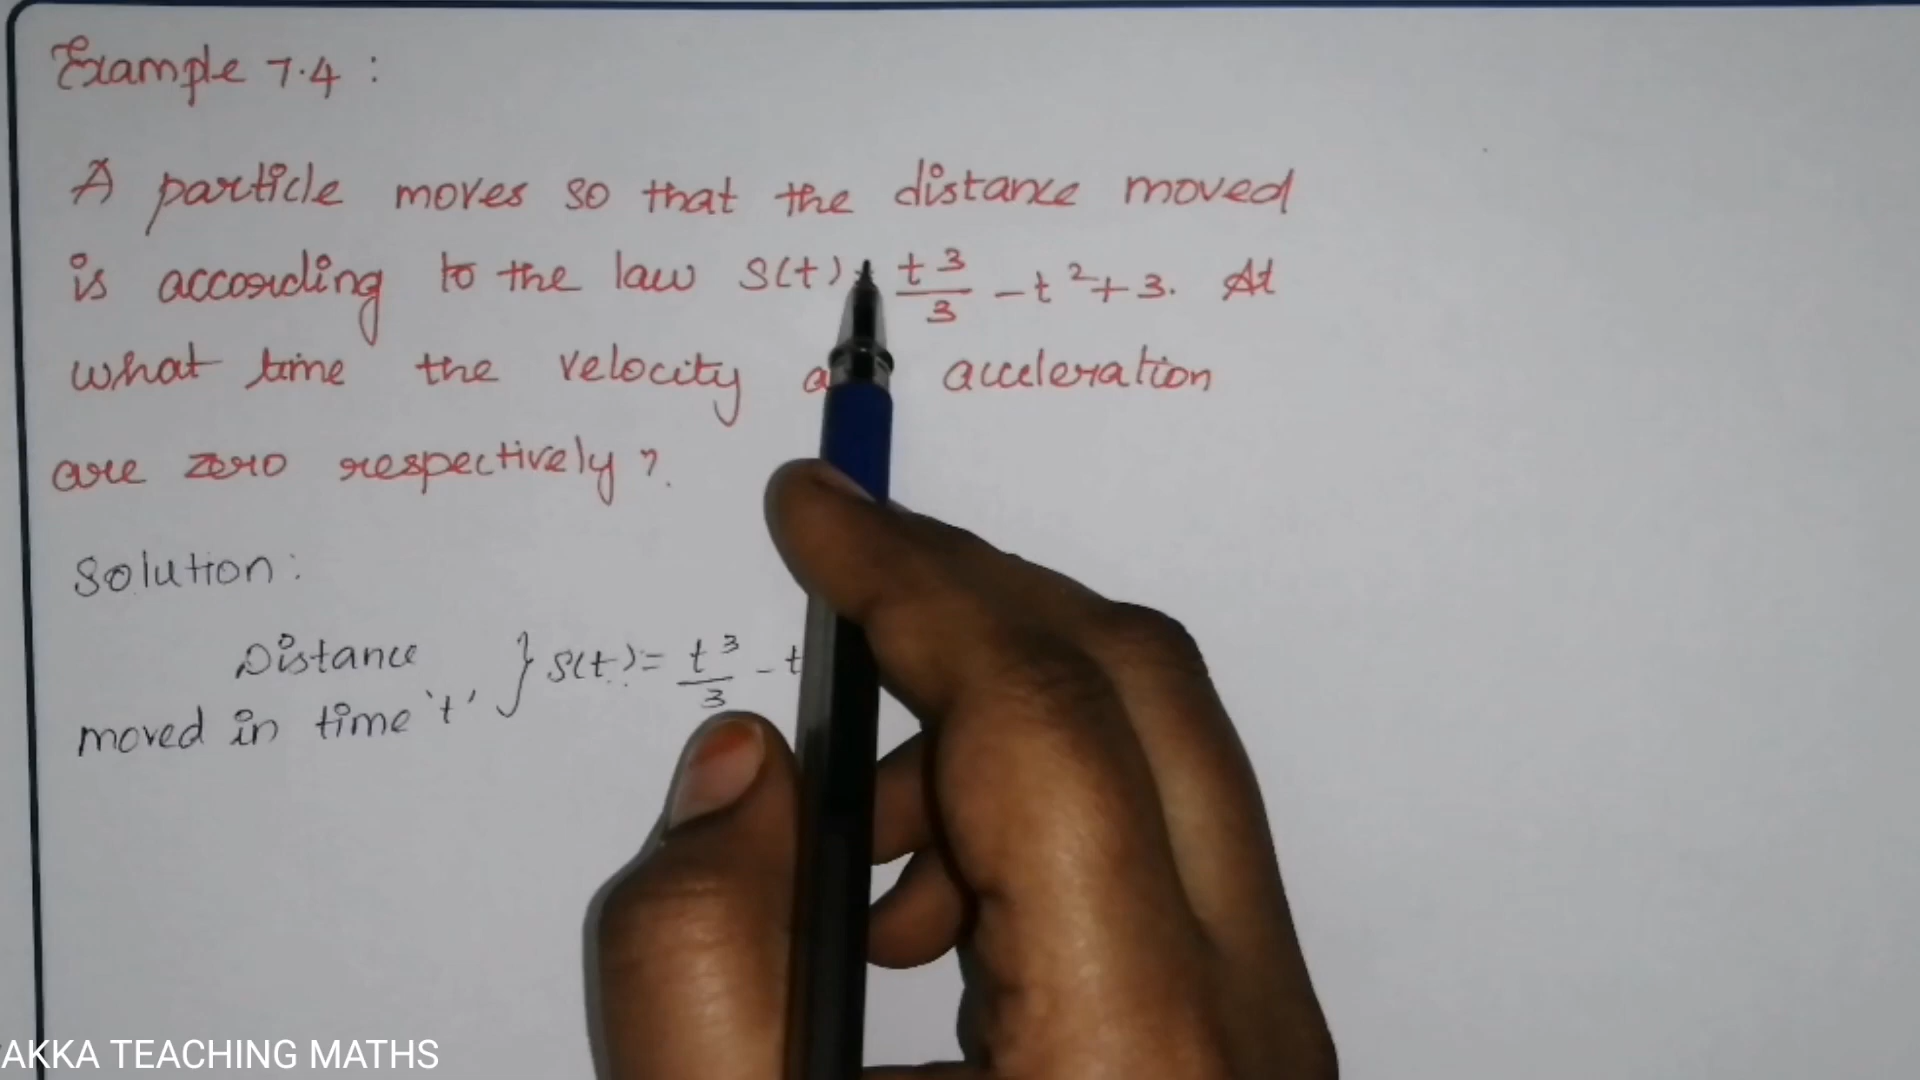 Example 7.4 :
A particle moves so that the distance moved
is according to the law S(t) = t³/3 - t² + 3. At
what time the velocity acceleration
are zero respectively ?
Solution :
Distance
moved in time 't' } S(t) = t³/3 - t
AKKA TEACHING MATHS